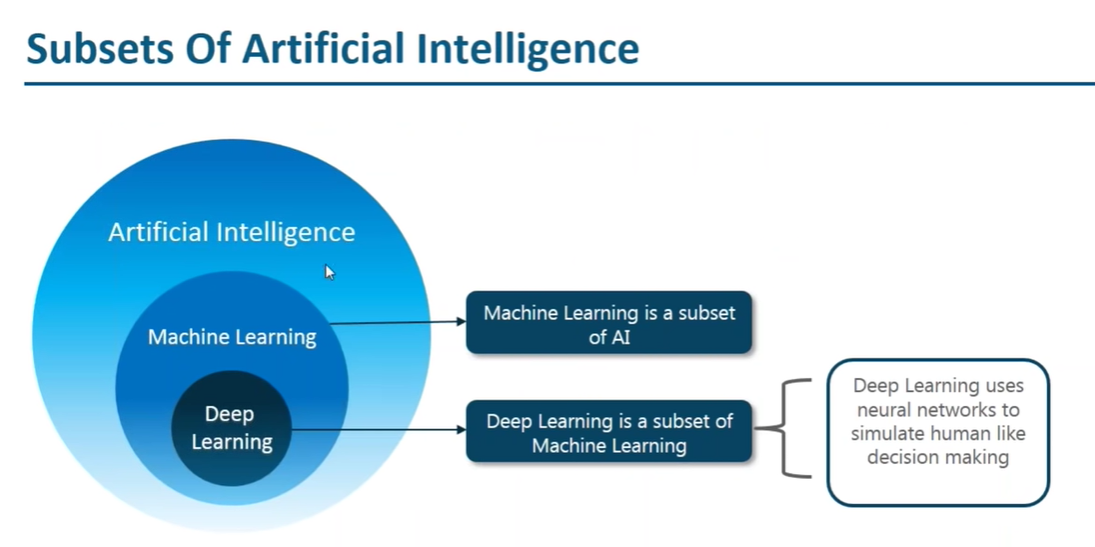 Subsets Of Artificial Intelligence
Artificial Intelligence
Machine Learning
Deep
Learning
Machine Learning is a subset
of AI
Deep Learning is a subset of
Machine Learning
Deep Learning uses
neural networks to
simulate human like
decision making